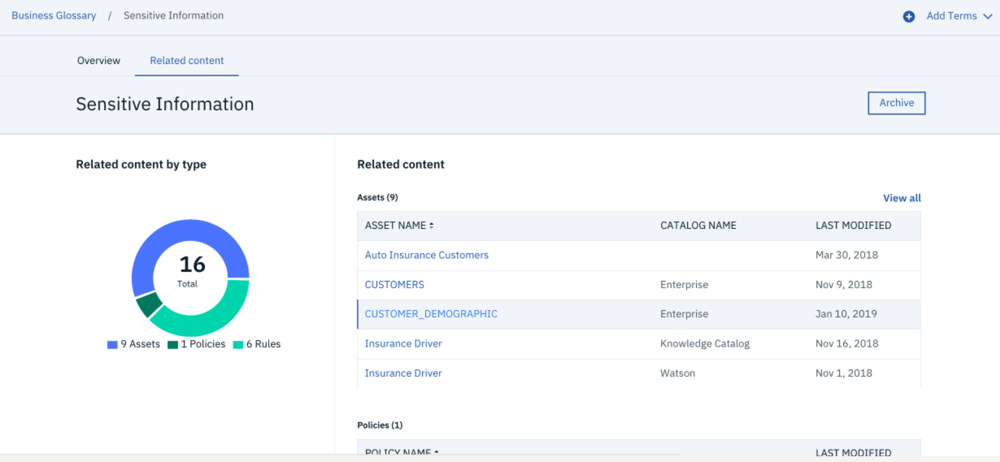 Business Glossary / Sensitive Information
Add Terms
Overview
Related content
Sensitive Information
Archive
Related content by type
16
Total
9 Assets
1 Policies
6 Rules
Related content
Assets (9)
View all
ASSET NAME CATALOG NAME LAST MODIFIED
Auto Insurance Customers Mar 30, 2018
CUSTOMERS Enterprise Nov 9, 2018
CUSTOMER_DEMOGRAPHIC Enterprise Jan 10, 2019
Insurance Driver Knowledge Catalog Nov 16, 2018
Insurance Driver Watson Nov 1, 2018
Policies (1)
POLICY NAME LAST MODIFIED